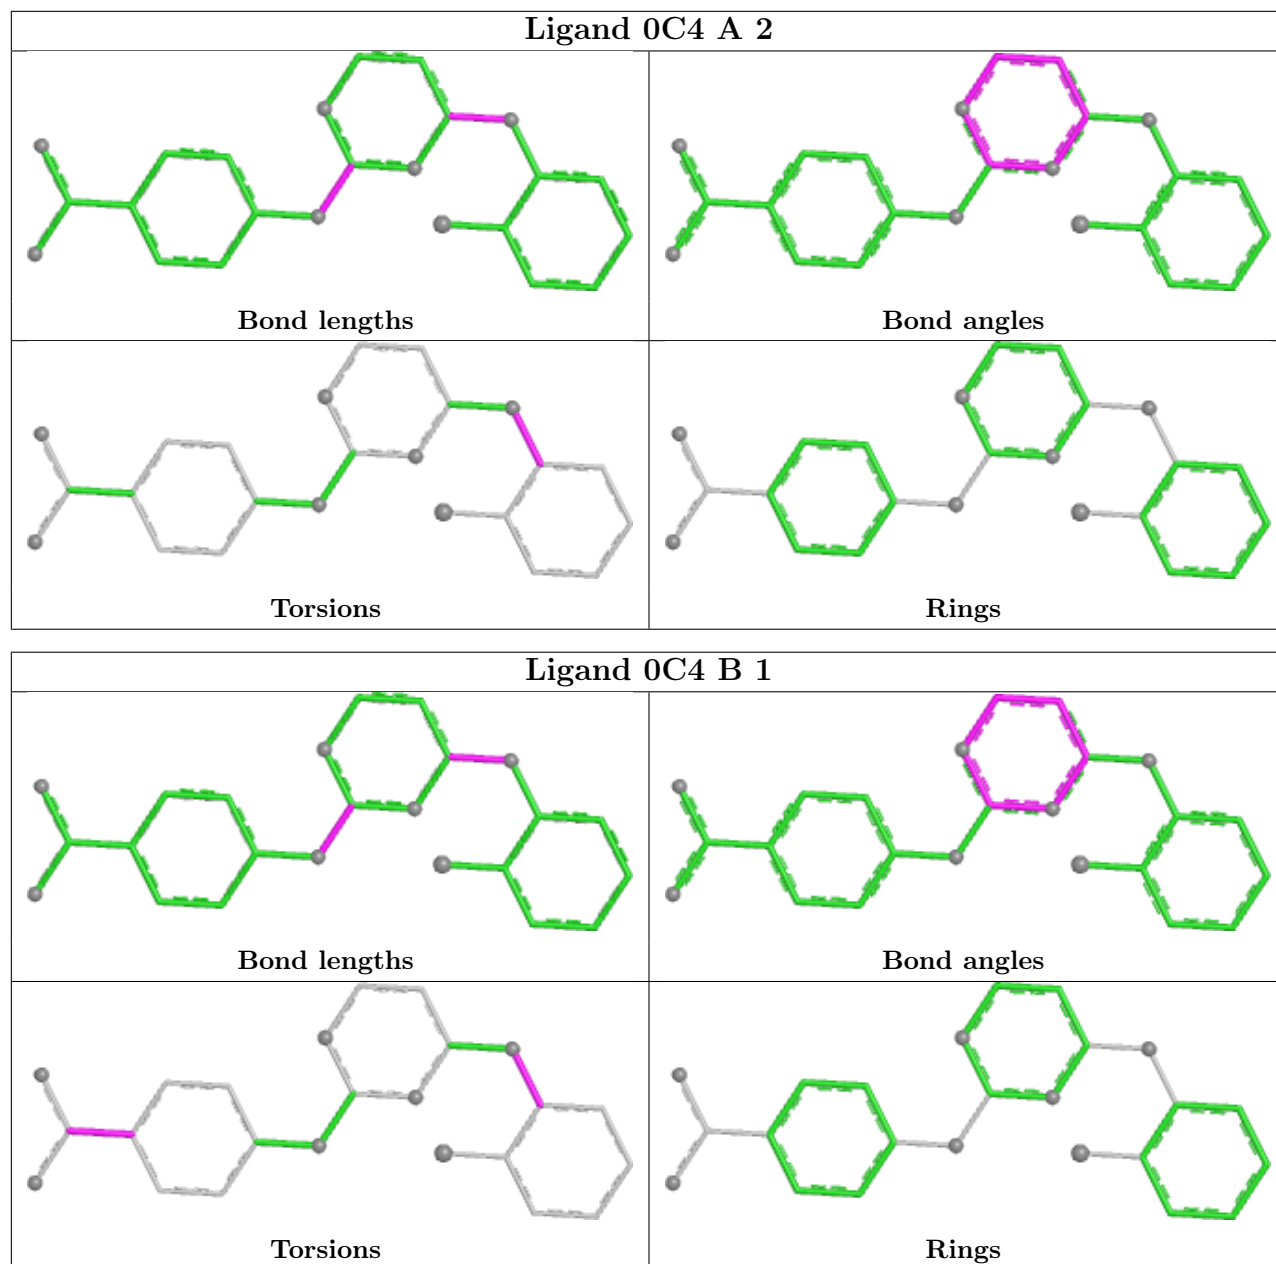 Ligand 0C4 A 2
Bond lengths
Bond angles
Torsions
Rings
Ligand 0C4 B 1
Bond lengths
Bond angles
Torsions
Rings